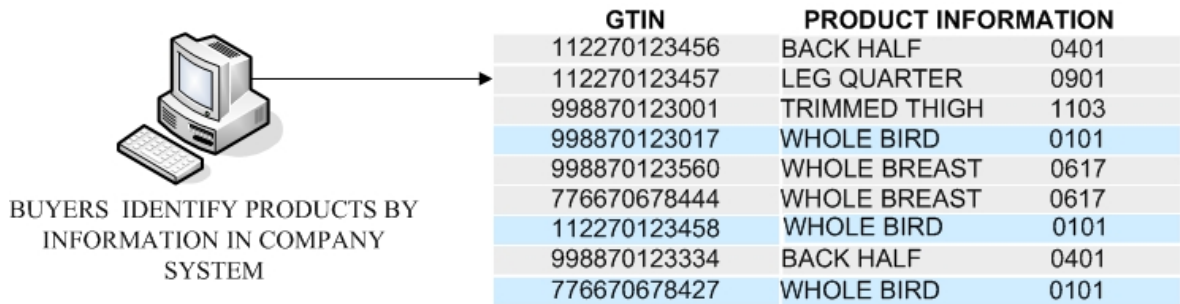 GTIN PRODUCT INFORMATION
112270123456 BACK HALF 0401
112270123457 LEG QUARTER 0901
998870123001 TRIMMED THIGH 1103
998870123017 WHOLE BIRD 0101
998870123560 WHOLE BREAST 0617
776670678444 WHOLE BREAST 0617
112270123458 WHOLE BIRD 0101
998870123334 BACK HALF 0401
776670678427 WHOLE BIRD 0101
BUYERS IDENTIFY PRODUCTS BY
INFORMATION IN COMPANY
SYSTEM